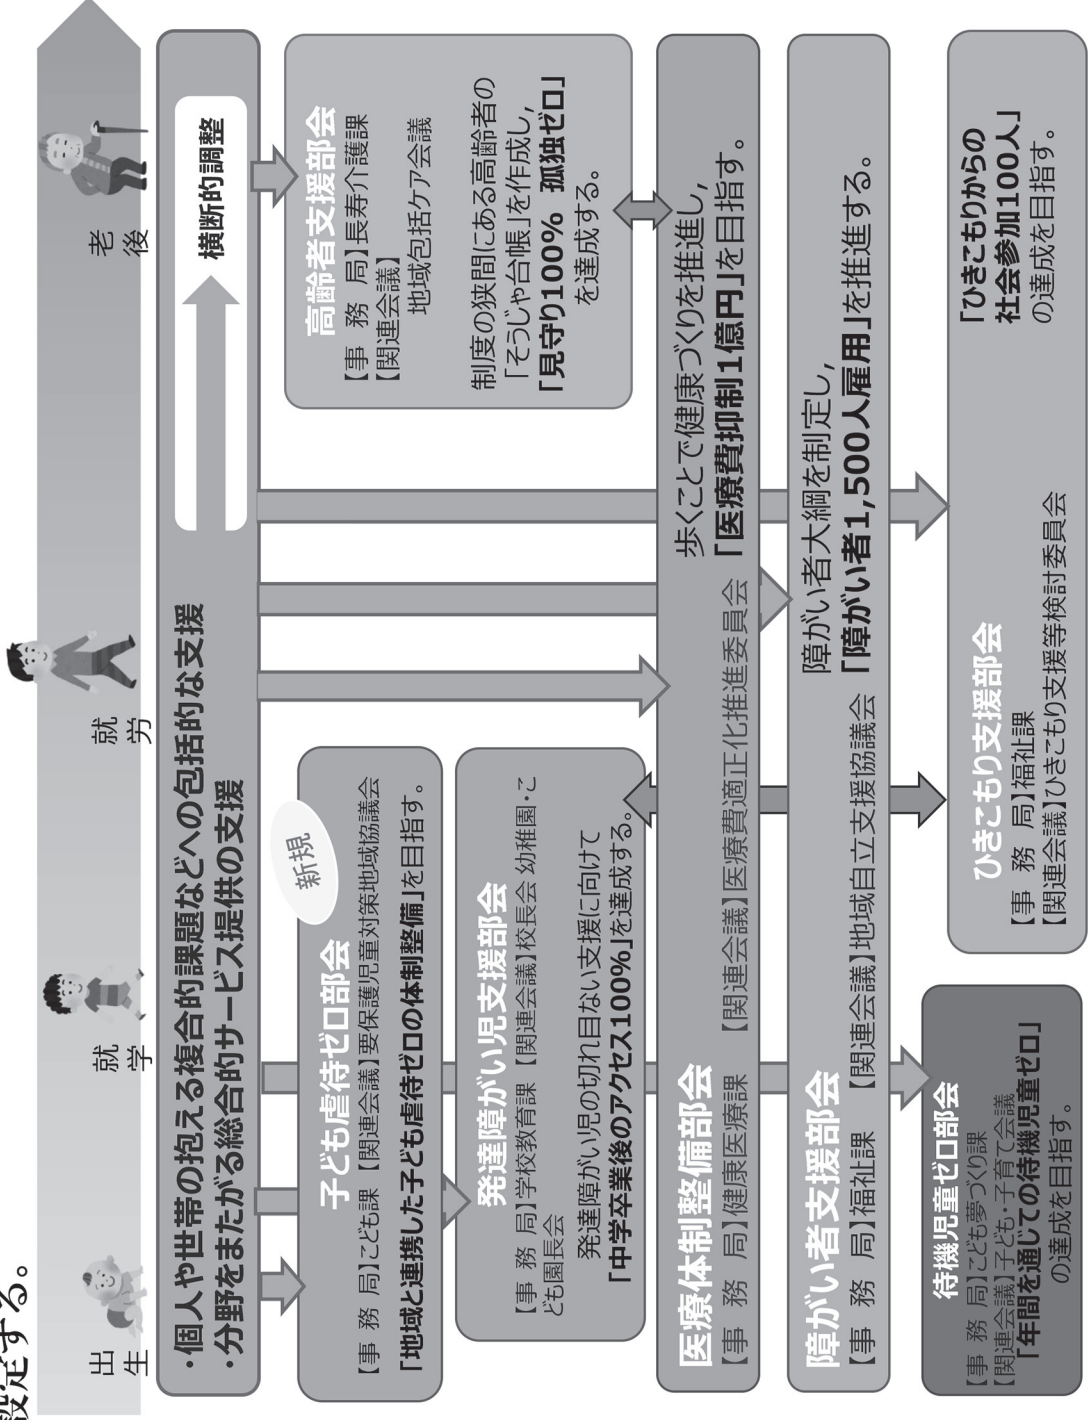 設定する。
出生
就学
就労
老後
・個人や世帯の抱える複合的課題などへの包括的な支援
・分野をまたがる総合的サービス提供の支援
横断的調整
新規
子ども虐待ゼロ部会
【事 務 局】こども課 【関連会議】要保護児童対策地域協議会
「地域と連携した子ども虐待ゼロの体制整備」を目指す。
発達障がい児支援部会
【事 務 局】学校教育課 【関連会議】校長会 幼稚園・こ
ども園長会
発達障がい児の切れ目ない支援に向けて
「中学卒業後のアクセス100%」を達成する。
高齢者支援部会
【事 務 局】長寿介護課
【関連会議】
地域包括ケア会議
制度の狭間にある高齢者の
「そうじゃ台帳」を作成し,
「見守り100% 孤独ゼロ」
を達成する。
医療体制整備部会
【事 務 局】健康医療課 【関連会議】医療費適正化推進委員会
歩くことで健康づくりを推進し,
「医療費抑制1億円」を目指す。
障がい者支援部会
【事 務 局】福祉課 【関連会議】地域自立支援協議会
障がい者大綱を制定し,
「障がい者1,500人雇用」を推進する。
待機児童ゼロ部会
【事 務 局】こども夢づくり課
【関連会議】子ども・子育て会議
「年間を通じての待機児童ゼロ」
の達成を目指す。
ひきこもり支援部会
【事 務 局】福祉課
【関連会議】ひきこもり支援等検討委員会
「ひきこもりからの
社会参加100人」
の達成を目指す。